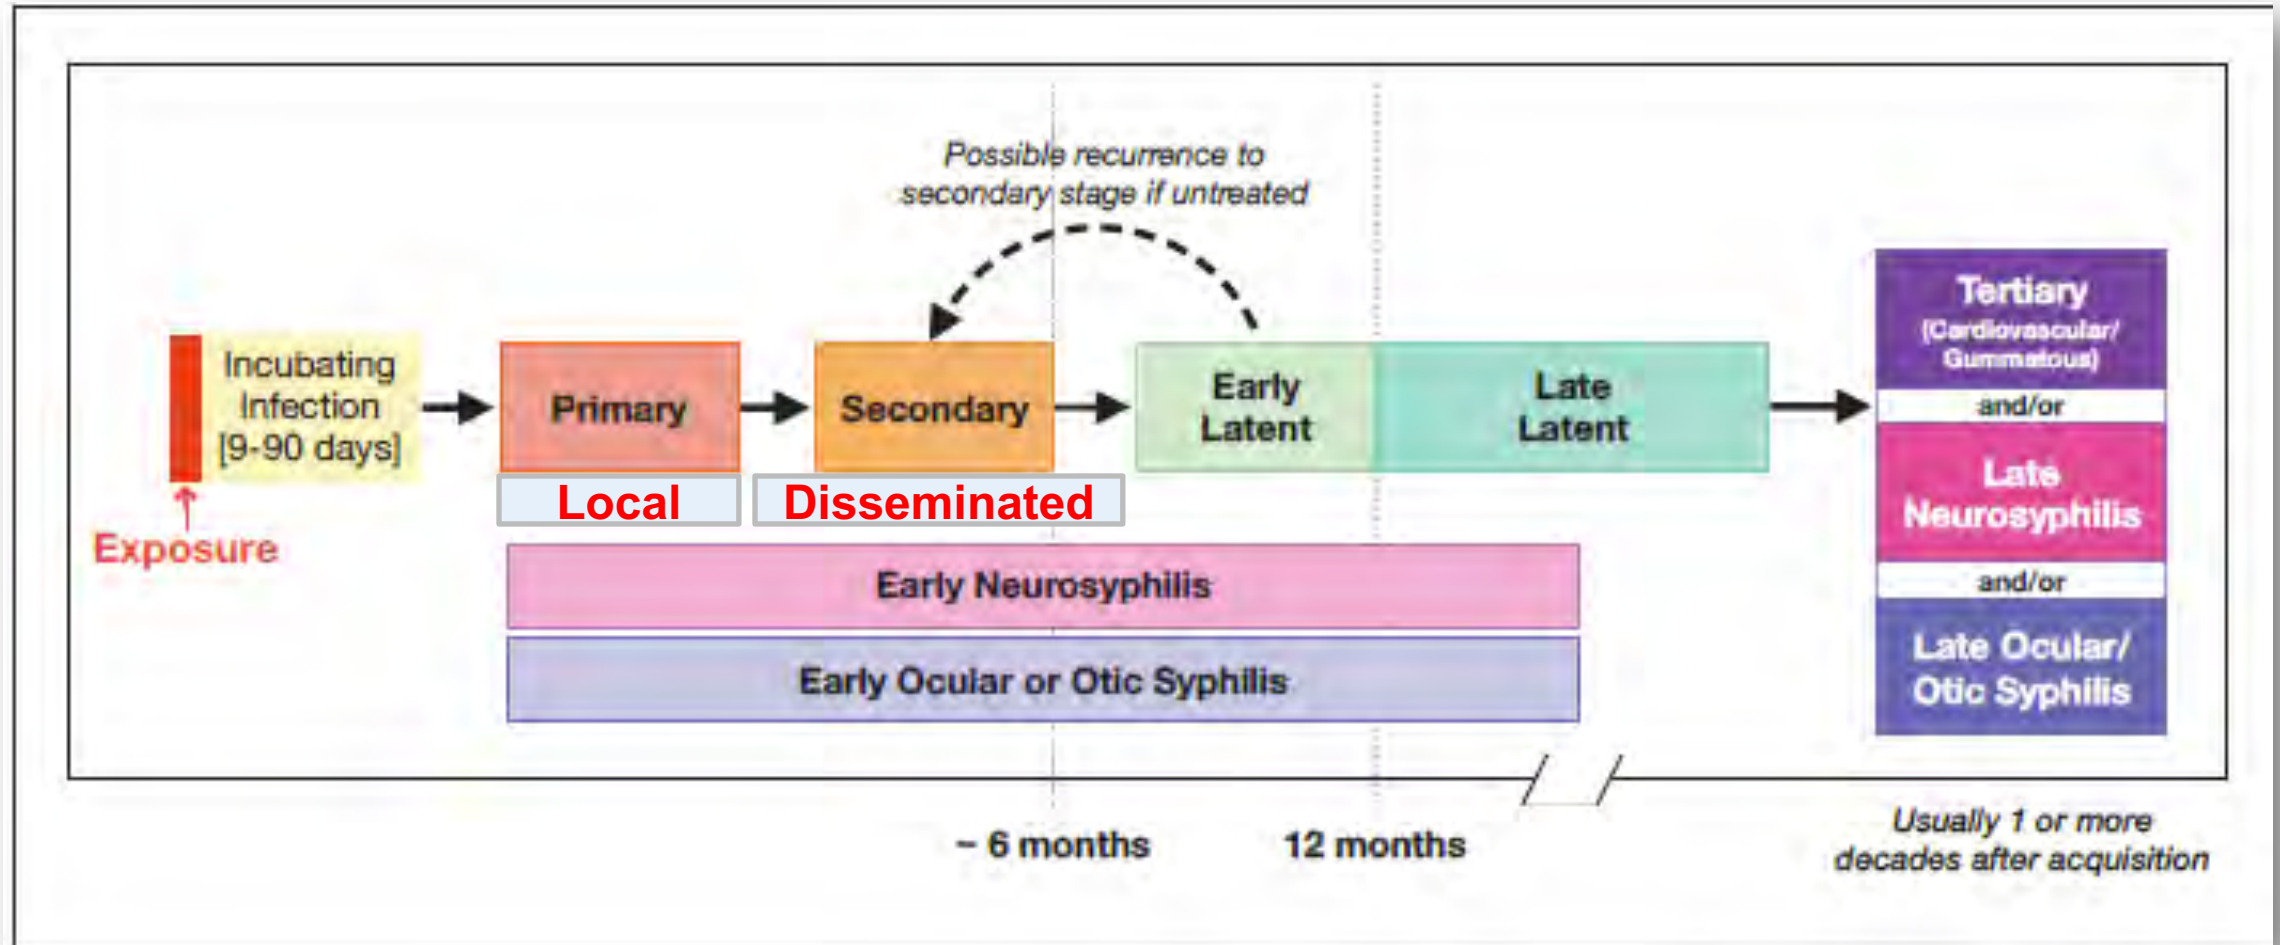 Possible recurrence to
secondary stage if untreated
Incubating
Infection
[9-90 days]
Exposure
Primary
Local
Secondary
Disseminated
Early
Latent
Late
Latent
Early Neurosyphilis
Early Ocular or Otic Syphilis
Tertiary
(Cardiovascular/
Gummatous)
and/or
Late
Neurosyphilis
and/or
Late Ocular/
Otic Syphilis
~ 6 months
12 months
Usually 1 or more
decades after acquisition